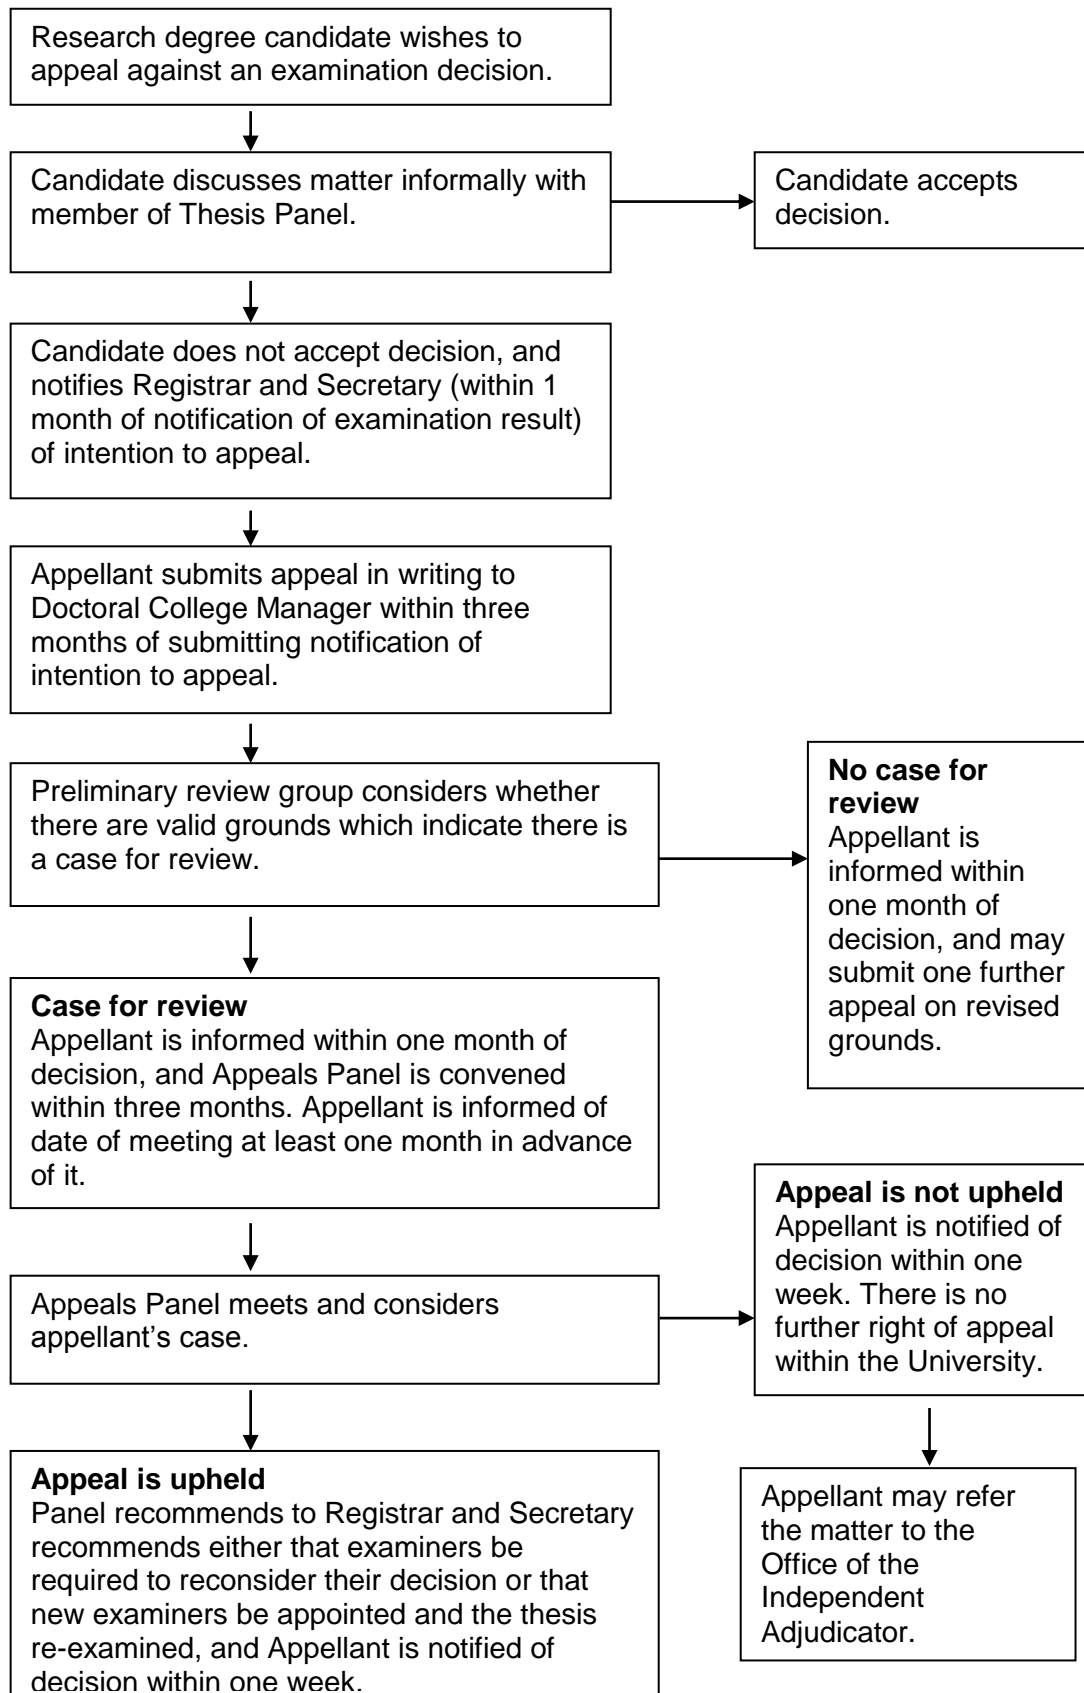 Research degree candidate wishes to
appeal against an examination decision.
Candidate discusses matter informally with
member of Thesis Panel.
Candidate accepts
decision.
Candidate does not accept decision, and
notifies Registrar and Secretary (within 1
month of notification of examination result)
of intention to appeal.
Appellant submits appeal in writing to
Doctoral College Manager within three
months of submitting notification of
intention to appeal.
Preliminary review group considers whether
there are valid grounds which indicate there is
a case for review.
No case for
review
Appellant is
informed within
one month of
decision, and may
submit one further
appeal on revised
grounds.
Case for review
Appellant is informed within one month of
decision, and Appeals Panel is convened
within three months. Appellant is informed of
date of meeting at least one month in advance
of it.
Appeals Panel meets and considers
appellant’s case.
Appeal is not upheld
Appellant is notified of
decision within one
week. There is no
further right of appeal
within the University.
Appeal is upheld
Panel recommends to Registrar and Secretary
recommends either that examiners be
required to reconsider their decision or that
new examiners be appointed and the thesis
re-examined, and Appellant is notified of
decision within one week.
Appellant may refer
the matter to the
Office of the
Independent
Adjudicator.